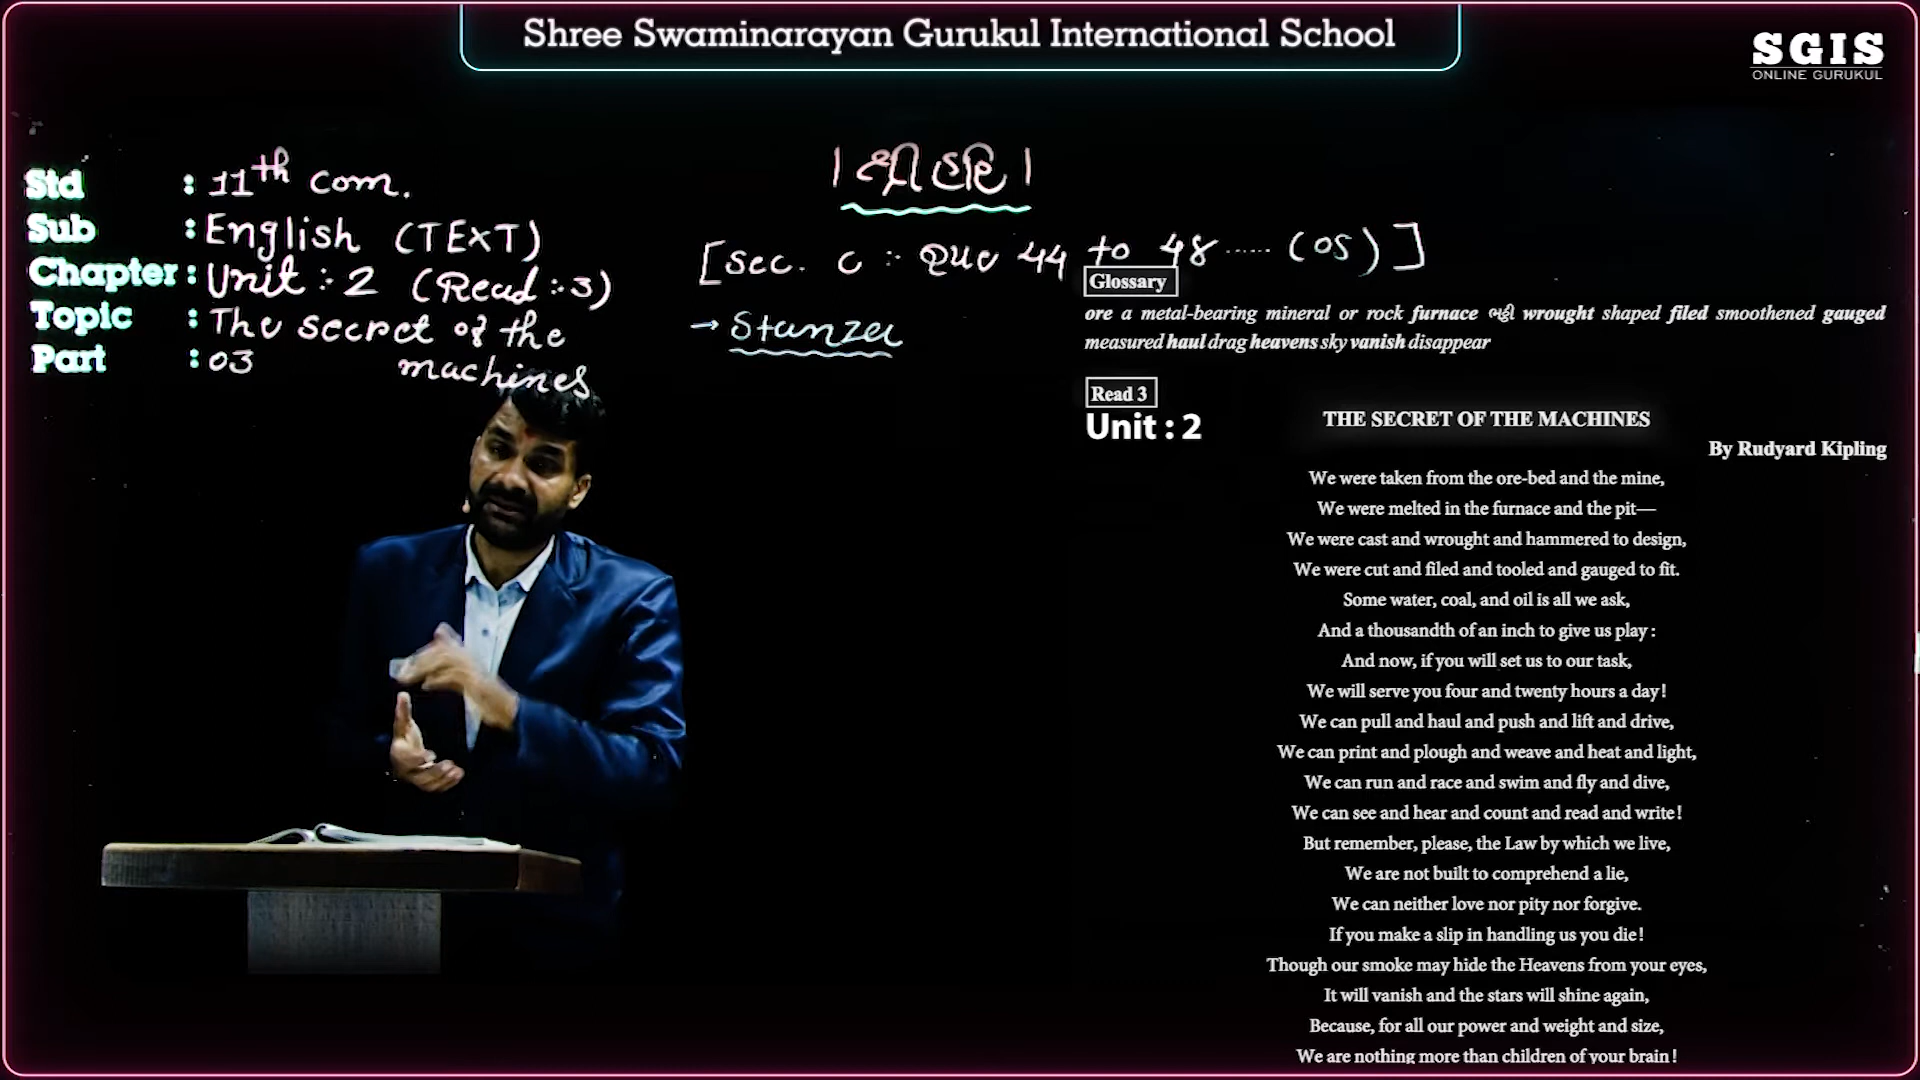 Shree Swaminarayan Gurukul International School
SGIS
ONLINE GURUKUL
Std : 11th com.
Sub : English (TEXT)
Chapter : Unit :- 2 (Read :- 3)
Topic : The secret of the machines
Part : 03
। શ્રી હરિ ।
[Sec. C :- Que 44 to 48 ..... (05)]
→ Stanza
Glossary
ore a metal-bearing mineral or rock furnace ભઠ્ઠી wrought shaped filed smoothened gauged
measured haul drag heavens sky vanish disappear
Read 3
Unit : 2
THE SECRET OF THE MACHINES
By Rudyard Kipling
We were taken from the ore-bed and the mine,
We were melted in the furnace and the pit—
We were cast and wrought and hammered to design,
We were cut and filed and tooled and gauged to fit.
Some water, coal, and oil is all we ask,
And a thousandth of an inch to give us play :
And now, if you will set us to our task,
We will serve you four and twenty hours a day !
We can pull and haul and push and lift and drive,
We can print and plough and weave and heat and light,
We can run and race and swim and fly and dive,
We can see and hear and count and read and write !
But remember, please, the Law by which we live,
We are not built to comprehend a lie,
We can neither love nor pity nor forgive.
If you make a slip in handling us you die !
Though our smoke may hide the Heavens from your eyes,
It will vanish and the stars will shine again,
Because, for all our power and weight and size,
We are nothing more than children of your brain !